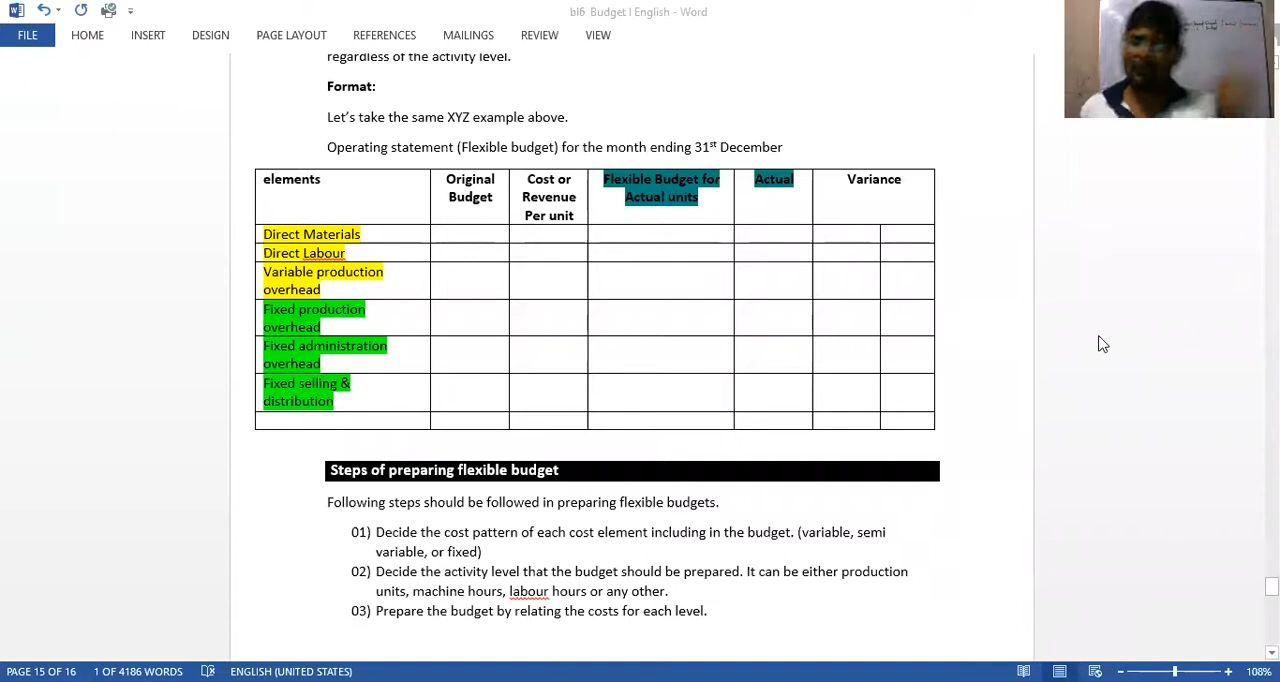 bl6 Budget l English - Word
FILE HOME INSERT DESIGN PAGE LAYOUT REFERENCES MAILINGS REVIEW VIEW
regardless of the activity level.
Format:
Let's take the same XYZ example above.
Operating statement (Flexible budget) for the month ending 31st December
elements Original Budget Cost or Revenue Per unit Flexible Budget for Actual units Actual Variance
Direct Materials
Direct Labour
Variable production
overhead
Fixed production
overhead
Fixed administration
overhead
Fixed selling &
distribution
Steps of preparing flexible budget
Following steps should be followed in preparing flexible budgets.
01) Decide the cost pattern of each cost element including in the budget. (variable, semi
variable, or fixed)
02) Decide the activity level that the budget should be prepared. It can be either production
units, machine hours, labour hours or any other.
03) Prepare the budget by relating the costs for each level.
PAGE 15 OF 16 1 OF 4186 WORDS ENGLISH (UNITED STATES) 108%